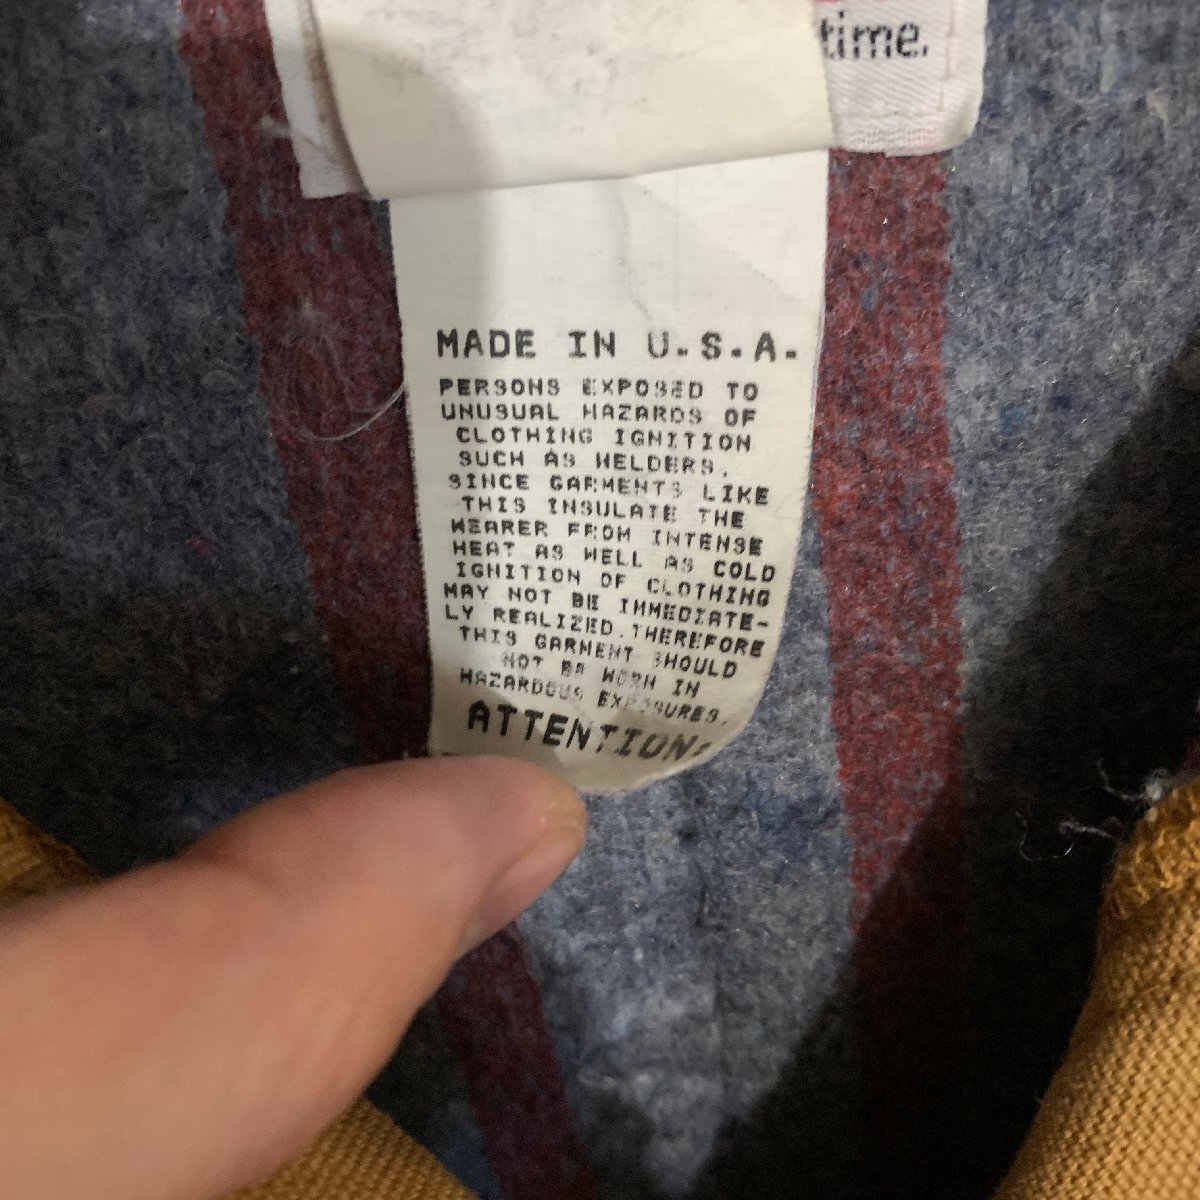 time.
MADE IN U.S.A.
PERSONS EXPOSED TO
UNUSUAL HAZARDS OF
CLOTHING IGNITION
SUCH AS WELDERS.
SINCE GARMENTS LIKE
THIS INSULATE THE
WEARER FROM INTENSE
HEAT AS WELL AS COLD
IGNITION OF CLOTHING
MAY NOT BE IMMEDIATE-
LY REALIZED.THEREFORE
THIS GARMENT SHOULD
NOT BE WORN IN
HAZARDOUS EXPOSURES.
ATTENTION: